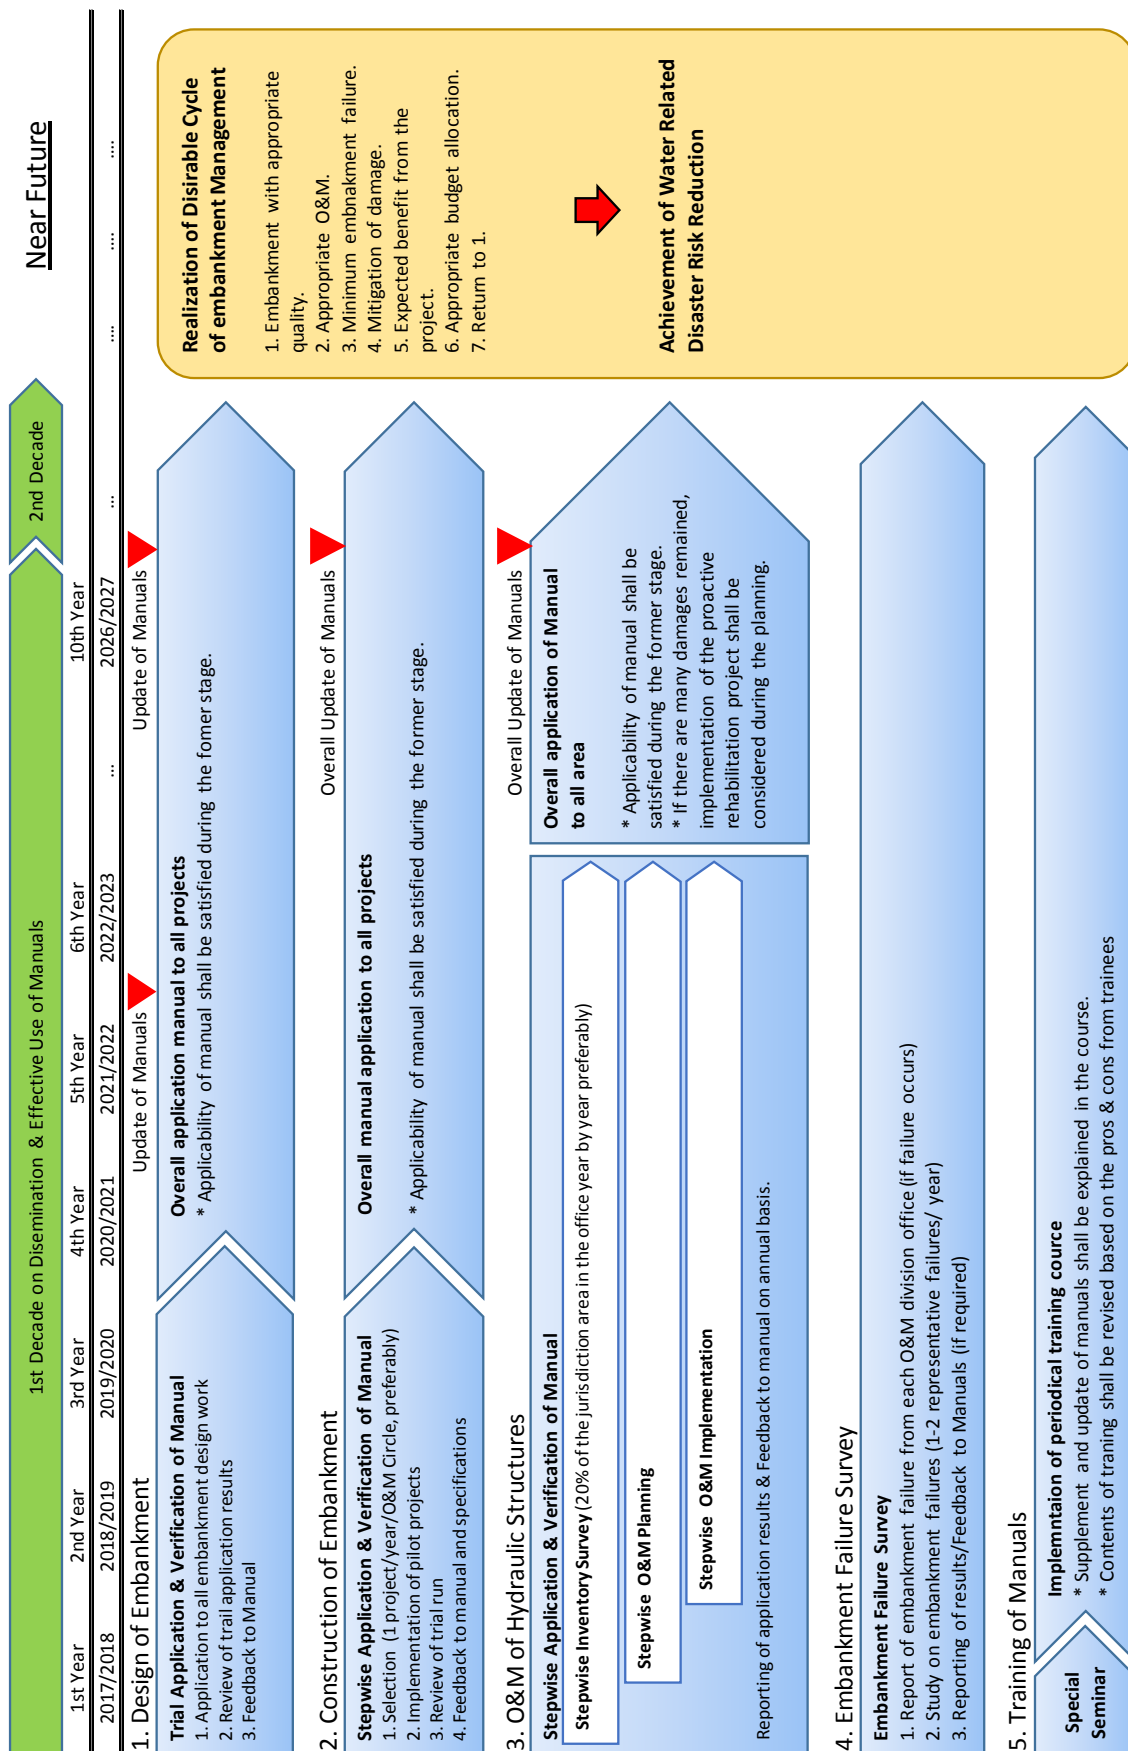 Near Future
1st Decade on Disemination & Effective Use of Manuals
2nd Decade
1st Year
2nd Year
3rd Year
4th Year
5th Year
6th Year
10th Year
2017/2018
2018/2019
2019/2020
2020/2021
2021/2022
2022/2023
...
2026/2027
...
....
....
....
1. Design of Embankment
Update of Manuals
Update of Manuals
Trial Application & Verification of Manual
1. Application to all embankment design work
2. Review of trail application results
3. Feedback to Manual
Overall application manual to all projects
* Applicability of manual shall be satisfied during the fomer stage.
2. Construction of Embankment
Overall Update of Manuals
Stepwise Application & Verification of Manual
1. Selection (1 project/year/O&M Circle, preferably)
2. Implementation of pilot projects
3. Review of trial run
4. Feedback to manual and specifications
Overall manual application to all projects
* Applicability of manual shall be satisfied during the former stage.
3. O&M of Hydraulic Structures
Overall Update of Manuals
Stepwise Application & Verification of Manual
Stepwise Inventory Survey (20% of the jurisdiction area in the office year by year preferably)
Stepwise O&M Planning
Stepwise O&M Implementation
Reporting of application results & Feedback to manual on annual basis.
Overall application of Manual
to all area
* Applicability of manual shall be
satisfied during the former stage.
* If there are many damages remained,
implementation of the proactive
rehabilitation project shall be
considered during the planning.
4. Embankment Failure Survey
Embankment Failure Survey
1. Report of embankment failure from each O&M division office (if failure occurs)
2. Study on embankment failures (1-2 representative failures/ year)
3. Reporting of results/Feedback to Manuals (if required)
5. Training of Manuals
Special
Seminar
Implemntaion of periodical training cource
* Supplement and update of manuals shall be explained in the course.
* Contents of traning shall be revised based on the pros & cons from trainees
Realization of Disirable Cycle
of embankment Management
1. Embankment with appropriate
quality.
2. Appropriate O&M.
3. Minimum embnakment failure.
4. Mitigation of damage.
5. Expected benefit from the
project.
6. Appropriate budget allocation.
7. Return to 1.
Achievement of Water Related
Disaster Risk Reduction